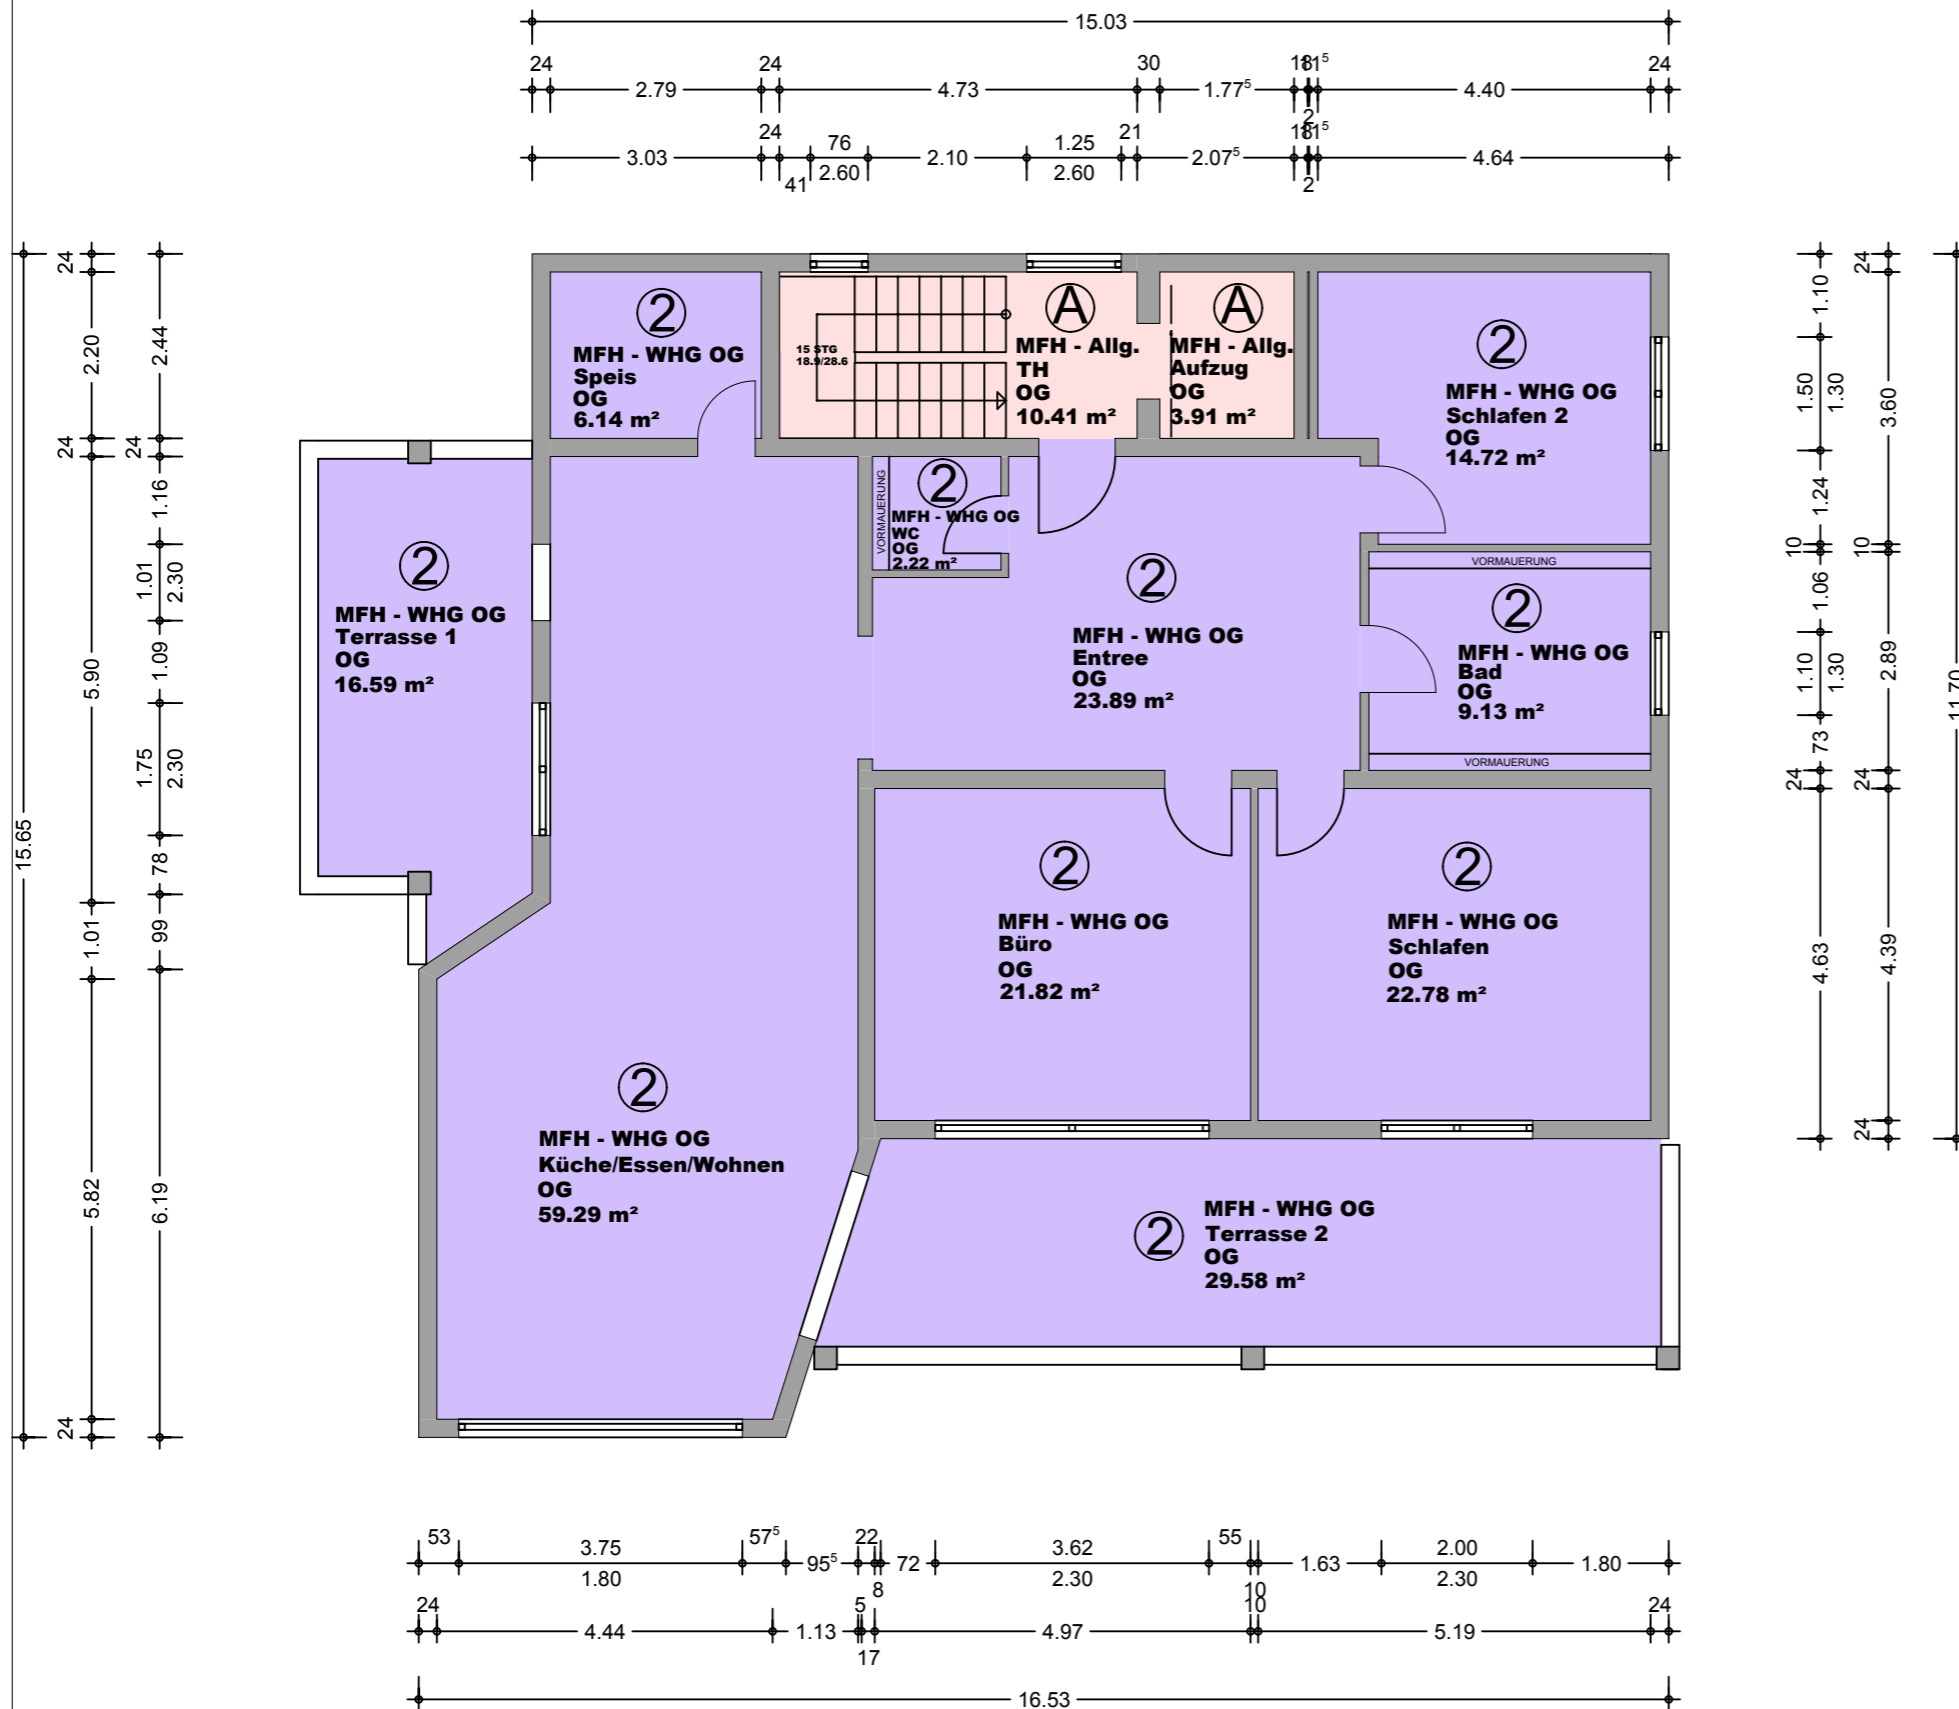 15.03
24 24 30 18 11⁵ 24
2.79 4.73 1.77⁵ 4.40
2
24 76 1.25 21 18 11⁵
3.03 2.10 2.07⁵ 4.64
41 2.60 2.60 2
24
2.20
24
5.90
1.01
5.82
24
15.65
2.44
24
1.16
1.01
2.30
1.09
1.75
2.30
78
99
6.19
2
MFH - WHG OG
Speis
OG
6.14 m²
15 STG
18.9/28.6
A
MFH - Allg.
TH
OG
10.41 m²
A
MFH - Allg.
Aufzug
OG
3.91 m²
2
MFH - WHG OG
Schlafen 2
OG
14.72 m²
VORMAUERUNG
2
MFH - WHG OG
WC
OG
2.22 m²
2
MFH - WHG OG
Terrasse 1
OG
16.59 m²
2
MFH - WHG OG
Entree
OG
23.89 m²
VORMAUERUNG
2
MFH - WHG OG
Bad
OG
9.13 m²
VORMAUERUNG
2
MFH - WHG OG
Büro
OG
21.82 m²
2
MFH - WHG OG
Schlafen
OG
22.78 m²
2
MFH - WHG OG
Küche/Essen/Wohnen
OG
59.29 m²
2
MFH - WHG OG
Terrasse 2
OG
29.58 m²
1.10
1.50
1.30
1.24
10
1.06
1.10
1.30
73
24
4.63
24
3.60
10
2.89
24
4.39
24
11.70
53 3.75 57⁵ 22 3.62 55 2.00
95⁵ 72 1.63 1.80
1.80 8 2.30 10 2.30
24 5 10 24
4.44 1.13 4.97 5.19
17
16.53